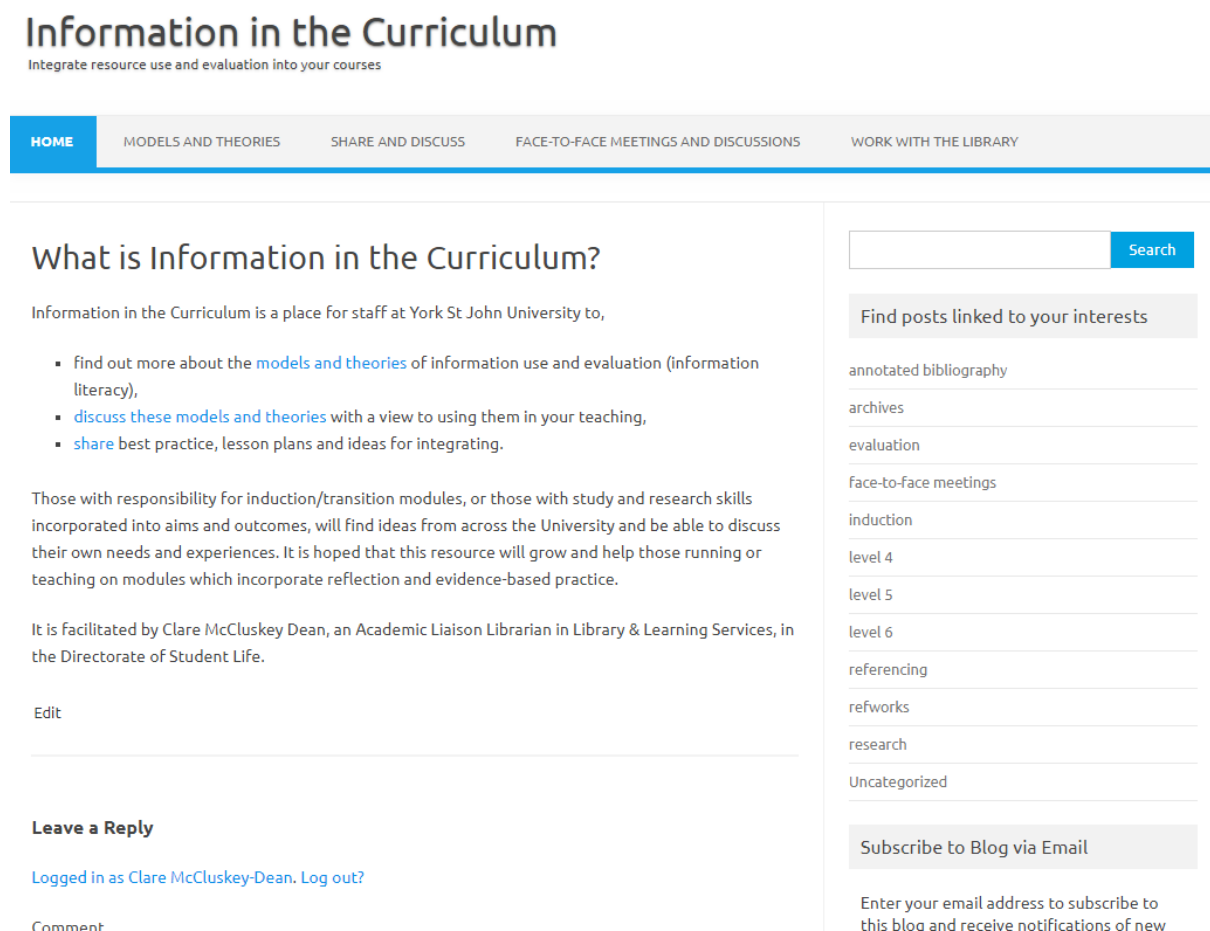 Information in the Curriculum
Integrate resource use and evaluation into your courses
HOME
MODELS AND THEORIES
SHARE AND DISCUSS
FACE-TO-FACE MEETINGS AND DISCUSSIONS
WORK WITH THE LIBRARY
What is Information in the Curriculum?
Information in the Curriculum is a place for staff at York St John University to,
▪ find out more about the models and theories of information use and evaluation (information
literacy),
▪ discuss these models and theories with a view to using them in your teaching,
▪ share best practice, lesson plans and ideas for integrating.
Those with responsibility for induction/transition modules, or those with study and research skills
incorporated into aims and outcomes, will find ideas from across the University and be able to discuss
their own needs and experiences. It is hoped that this resource will grow and help those running or
teaching on modules which incorporate reflection and evidence-based practice.
It is facilitated by Clare McCluskey Dean, an Academic Liaison Librarian in Library & Learning Services, in
the Directorate of Student Life.
Edit
Leave a Reply
Logged in as Clare McCluskey-Dean. Log out?
Comment
Search
Find posts linked to your interests
annotated bibliography
archives
evaluation
face-to-face meetings
induction
level 4
level 5
level 6
referencing
refworks
research
Uncategorized
Subscribe to Blog via Email
Enter your email address to subscribe to
this blog and receive notifications of new